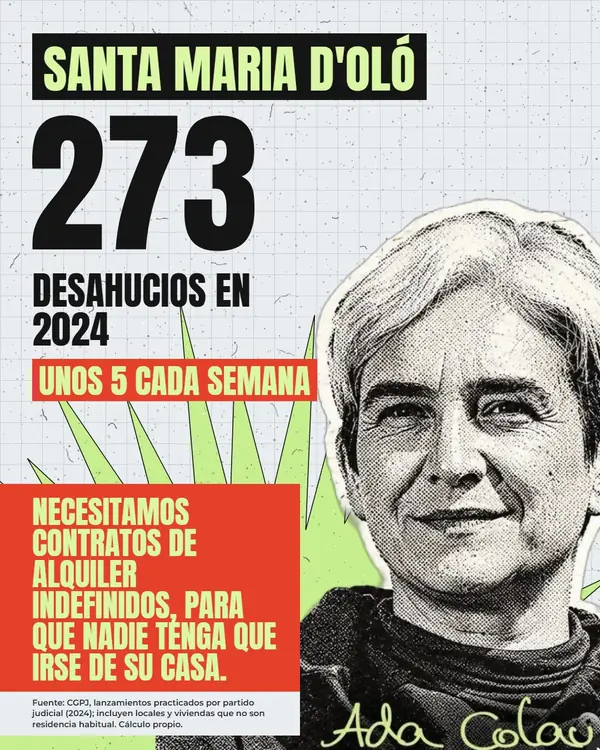 SANTA MARIA D'OLÓ
273
DESAHUCIOS EN
2024
UNOS 5 CADA SEMANA
NECESITAMOS
CONTRATOS DE
ALQUILER
INDEFINIDOS, PARA
QUE NADIE TENGA QUE
IRSE DE SU CASA.
Fuente: CGPJ, lanzamientos practicados por partido
judicial (2024); incluyen locales y viviendas que no son
residencia habitual. Cálculo propio.
Ada Colau